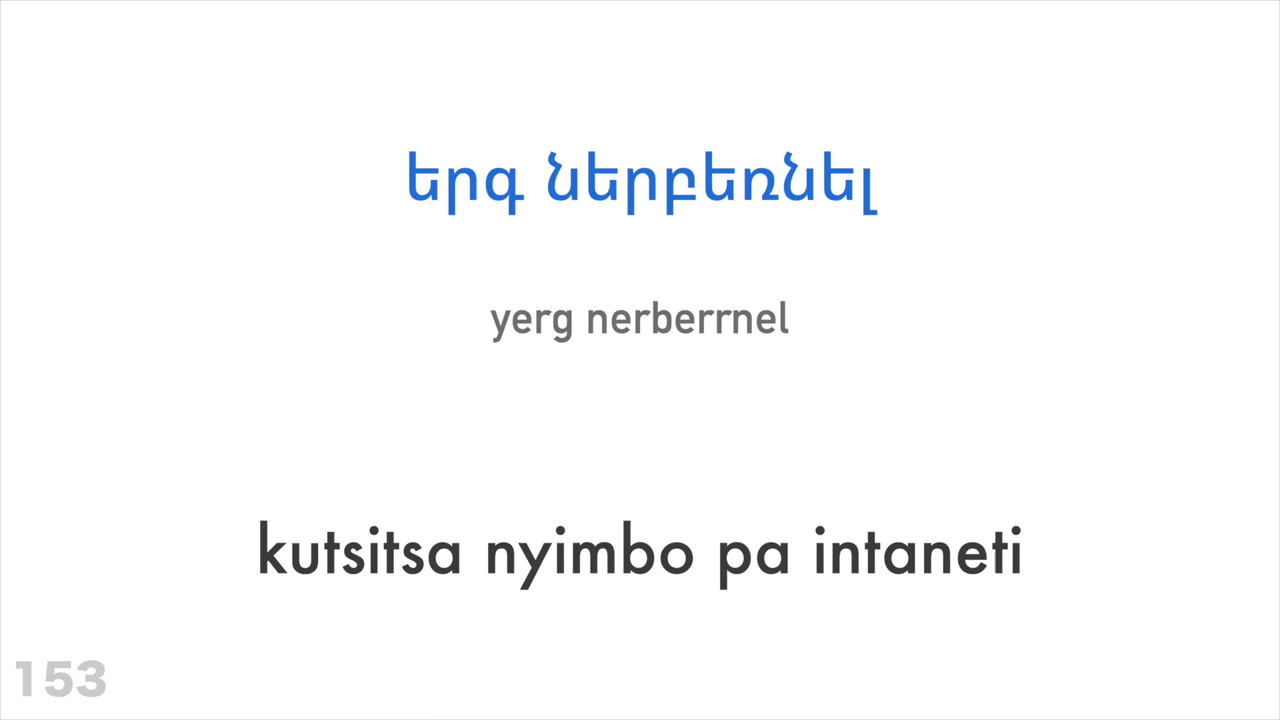 երգ ներբեռնել
yerg nerberrnel
kutsitsa nyimbo pa intaneti
153